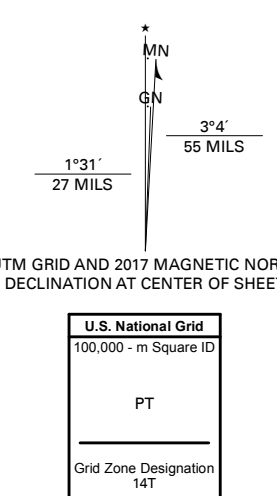 ★
MN
GN
3°4´
55 MILS
1°31´
27 MILS
UTM GRID AND 2017 MAGNETIC NOR
DECLINATION AT CENTER OF SHEET
U.S. National Grid
100,000 - m Square ID
PT
Grid Zone Designation
14T